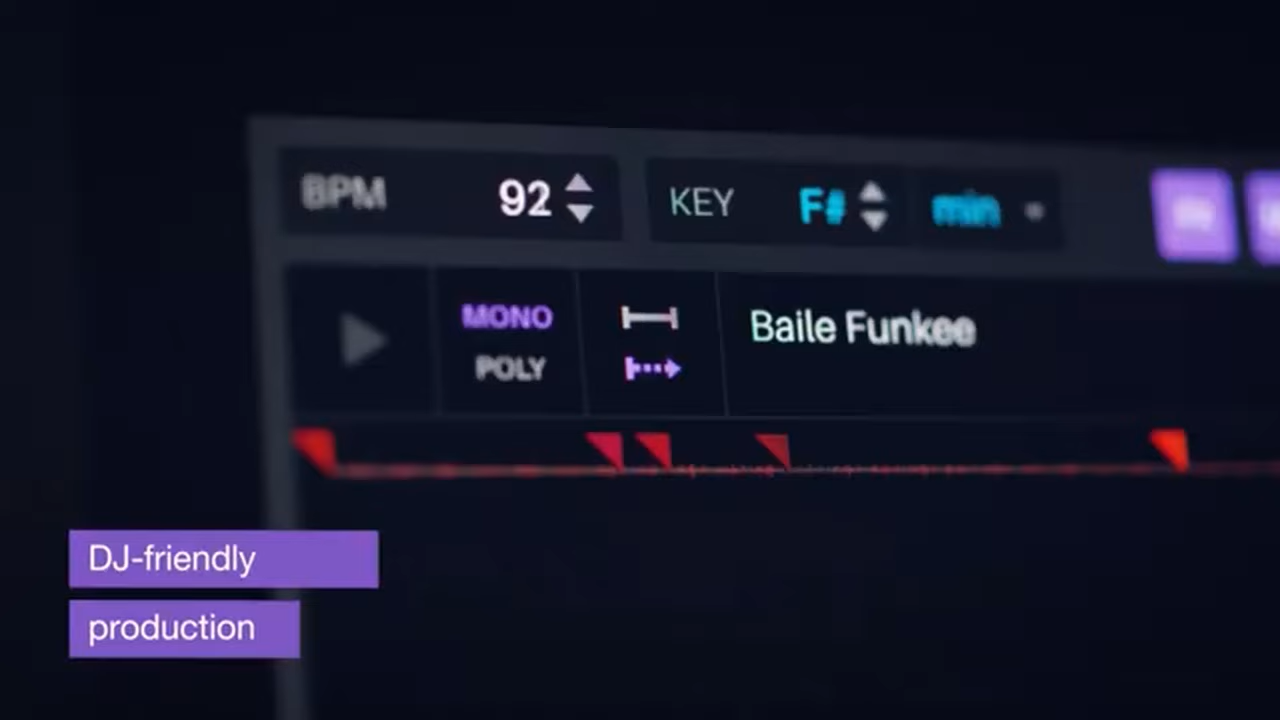 BPM 92 KEY F# min
MONO
POLY
Baile Funkee
DJ-friendly
production